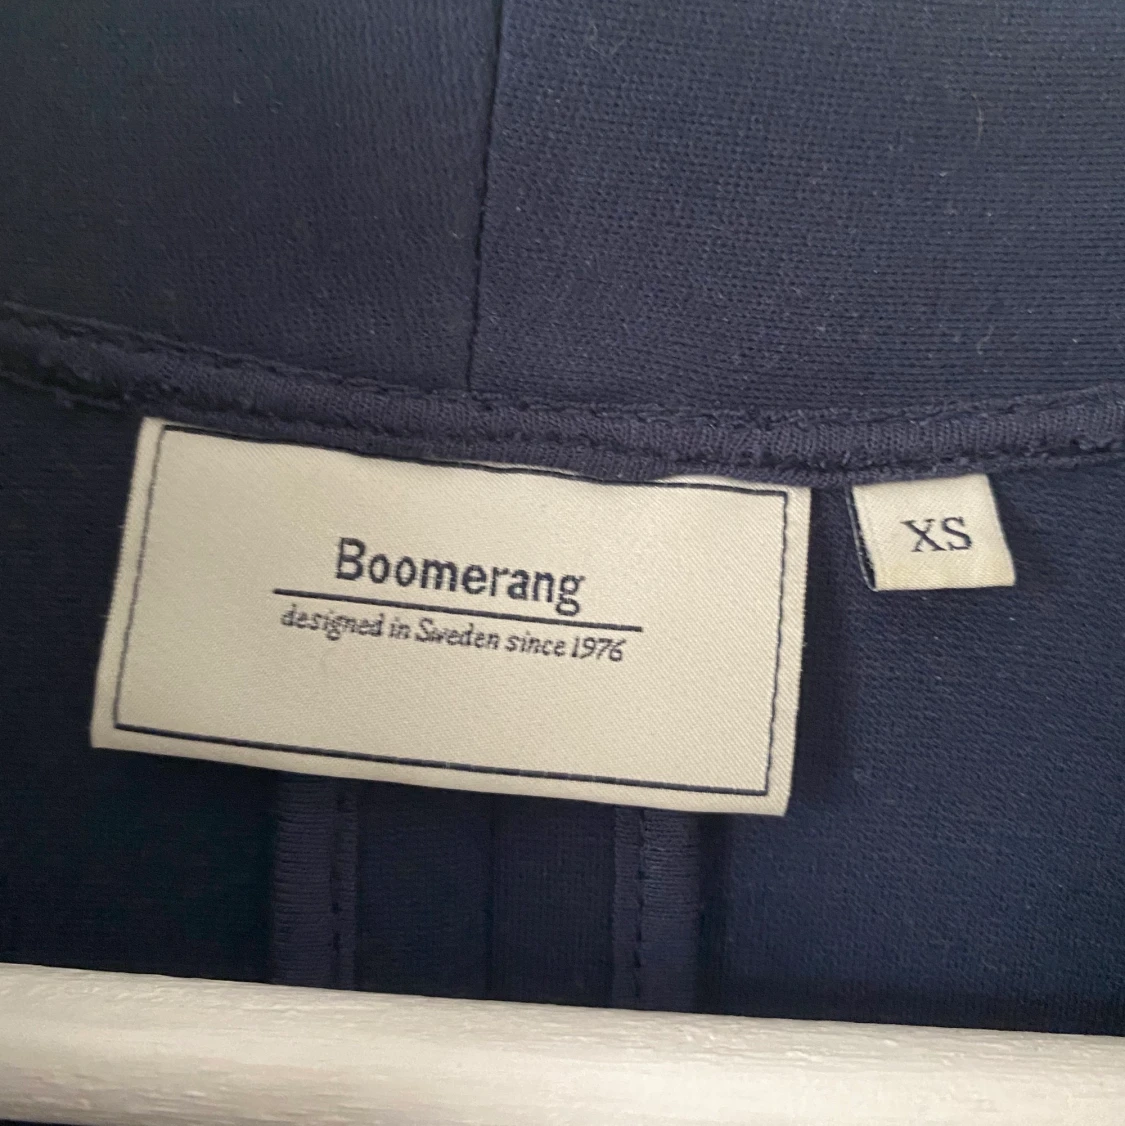 Boomerang
designed in Sweden since 1976
XS